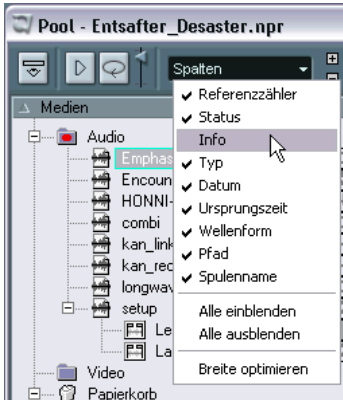 Pool - Entsafter_Desaster.npr
Spalten
Medien
Audio
Emphas
Encoun
HONNI-
combi
kan_link
kan_rec
longwav
setup
Le
La
Video
Papierkorb
Referenzzähler
Status
Info
Typ
Datum
Ursprungszeit
Wellenform
Pfad
Spulenname
Alle einblenden
Alle ausblenden
Breite optimieren